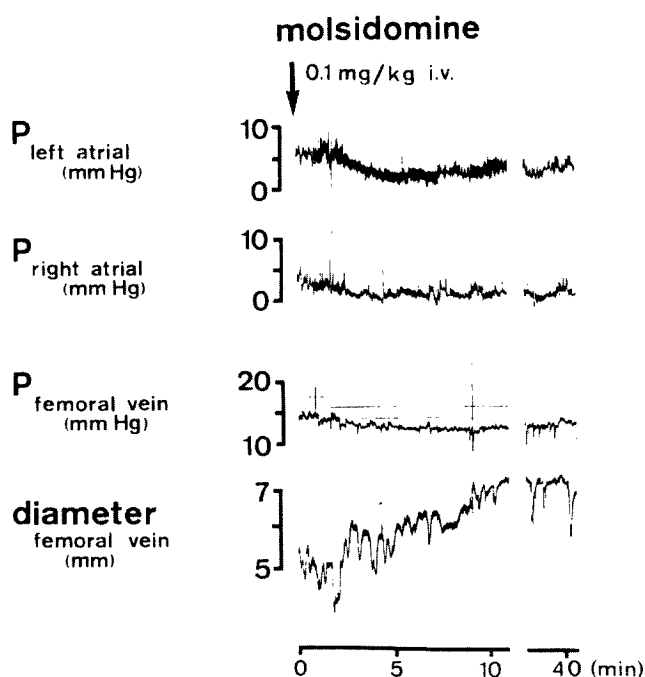 molsidomine
0.1 mg/kg i.v.
P left atrial
(mm Hg)
10
0
P right atrial
(mm Hg)
10
0
P femoral vein
(mm Hg)
20
10
diameter
femoral vein
(mm)
7
5
0 5 10 40 (min)